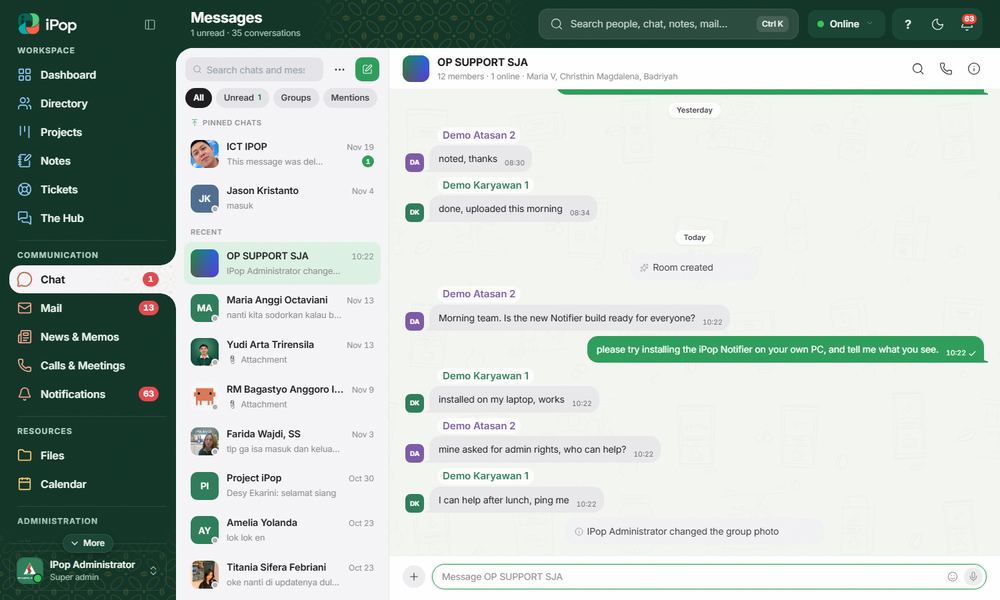 iPop
WORKSPACE
Dashboard
Directory
Projects
Notes
Tickets
The Hub
COMMUNICATION
Chat 1
Mail 13
News & Memos
Calls & Meetings
Notifications 63
RESOURCES
Files
Calendar
ADMINISTRATION
More
IPop Administrator
Super admin
Messages
1 unread · 35 conversations
Search people, chat, notes, mail...
Ctrl K
Online
?
63
Search chats and mes
All
Unread 1
Groups
Mentions
PINNED CHATS
ICT IPOP Nov 19
This message was del... 1
JK
Jason Kristanto Nov 4
masuk
RECENT
OP SUPPORT SJA 10:22
IPop Administrator change...
MA
Maria Anggi Octaviani Nov 13
nanti kita sodorkan kalau b...
Yudi Arta Trirensila Nov 13
Attachment
RM Bagastyo Anggoro I... Nov 9
Attachment
Farida Wajdi, SS Nov 3
tlp ga isa masuk dan kelua...
PI
Project iPop Oct 30
Desy Ekarini: selamat siang
AY
Amelia Yolanda Oct 23
lok lok en
Titania Sifera Febriani Oct 23
oke nanti di updatenya dul...
OP SUPPORT SJA
12 members · 1 online · Maria V, Christhin Magdalena, Badriyah
Yesterday
Demo Atasan 2
DA
noted, thanks 08:30
Demo Karyawan 1
DK
done, uploaded this morning 08:34
Today
Room created
Demo Atasan 2
DA
Morning team. Is the new Notifier build ready for everyone? 10:22
please try installing the iPop Notifier on your own PC, and tell me what you see. 10:22
Demo Karyawan 1
DK
installed on my laptop, works 10:22
Demo Atasan 2
DA
mine asked for admin rights, who can help? 10:22
Demo Karyawan 1
DK
I can help after lunch, ping me 10:22
IPop Administrator changed the group photo
Message OP SUPPORT SJA